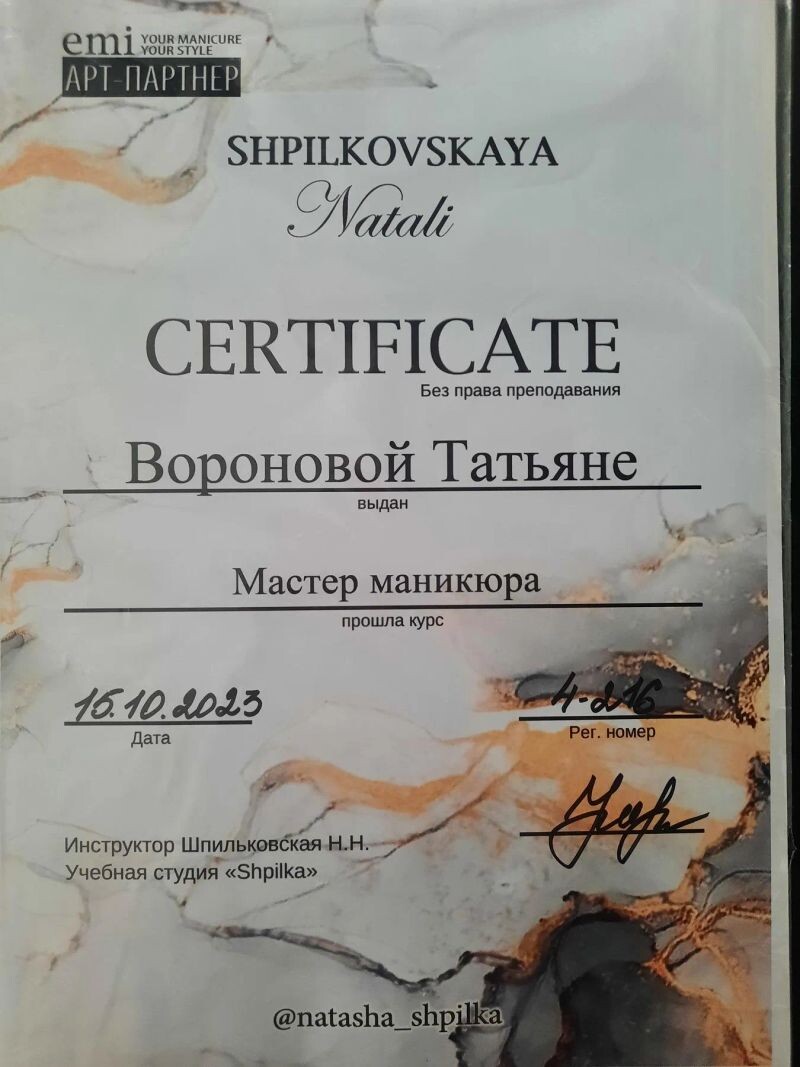 emi YOUR MANICURE
YOUR STYLE
АРТ-ПАРТНЕР
SHPILKOVSKAYA
Natali
CERTIFICATE
Без права преподавания
Вороновой Татьяне
выдан
Мастер маникюра
прошла курс
15.10.2023
Дата
4-216
Рег. номер
Инструктор Шпильковская Н.Н.
Учебная студия «Shpilka»
@natasha_shpilka